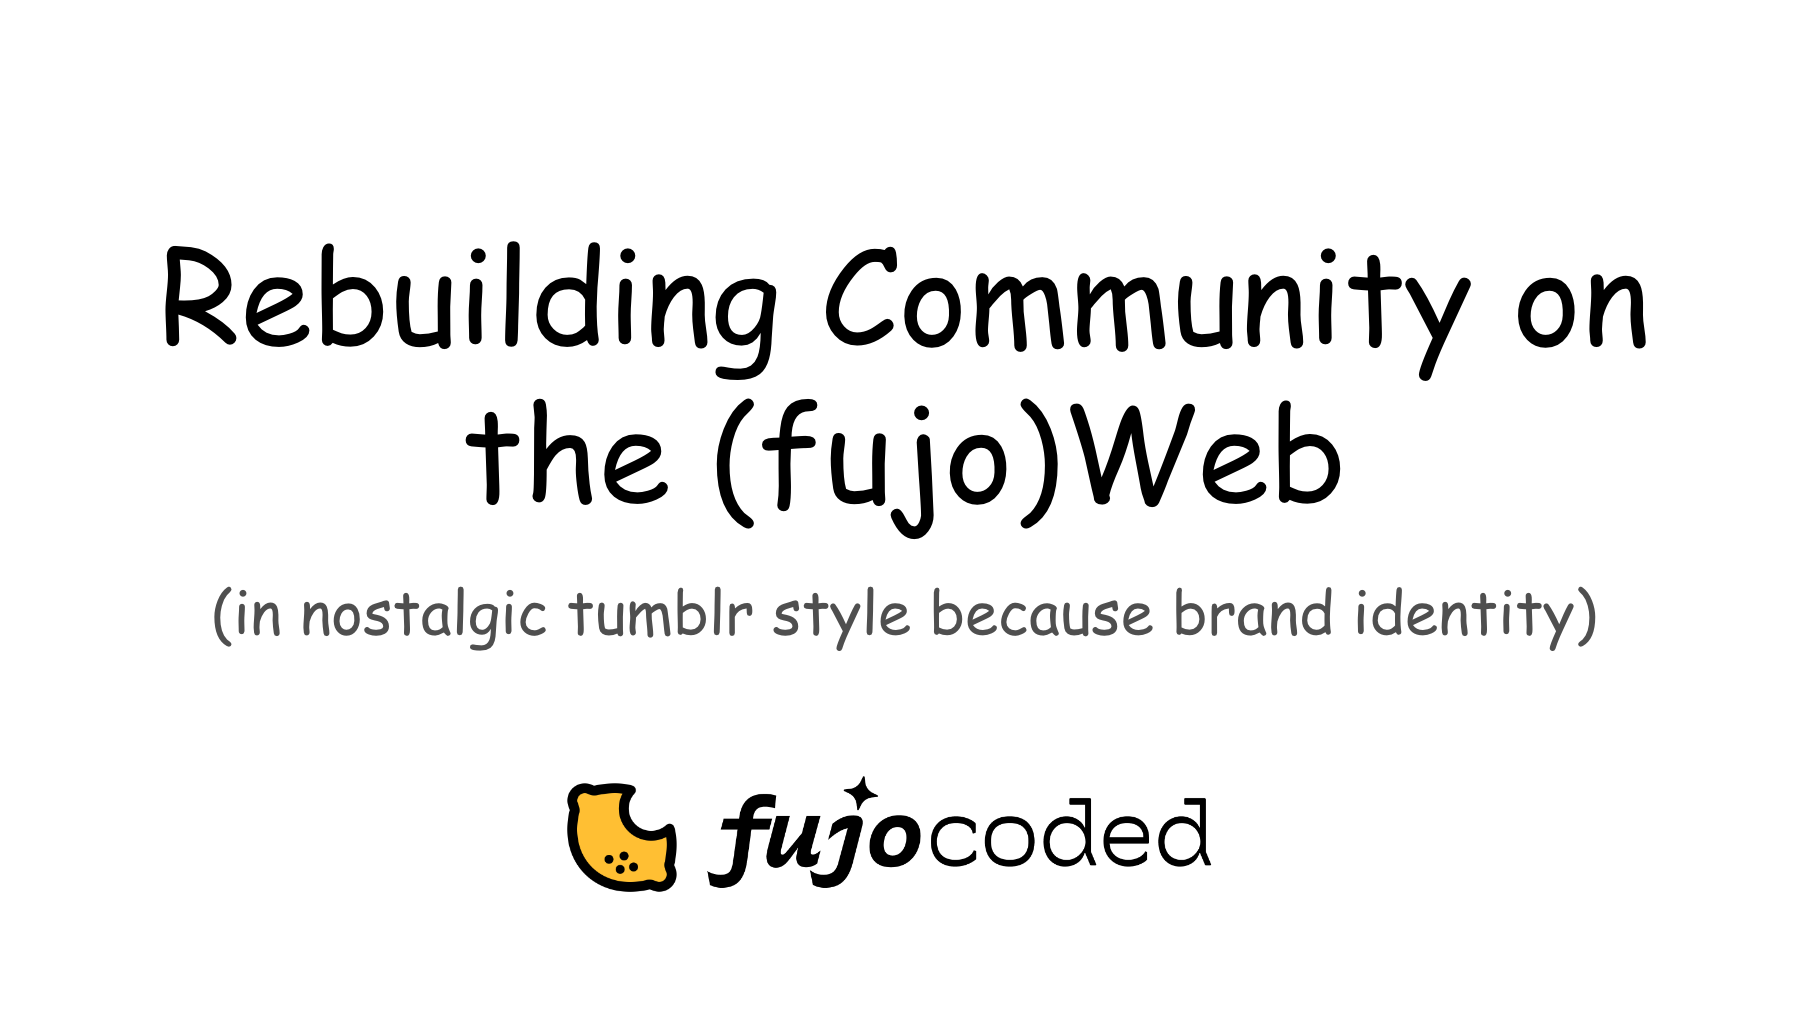 Rebuilding Community on
the (fujo)Web
(in nostalgic tumblr style because brand identity)
fujocoded